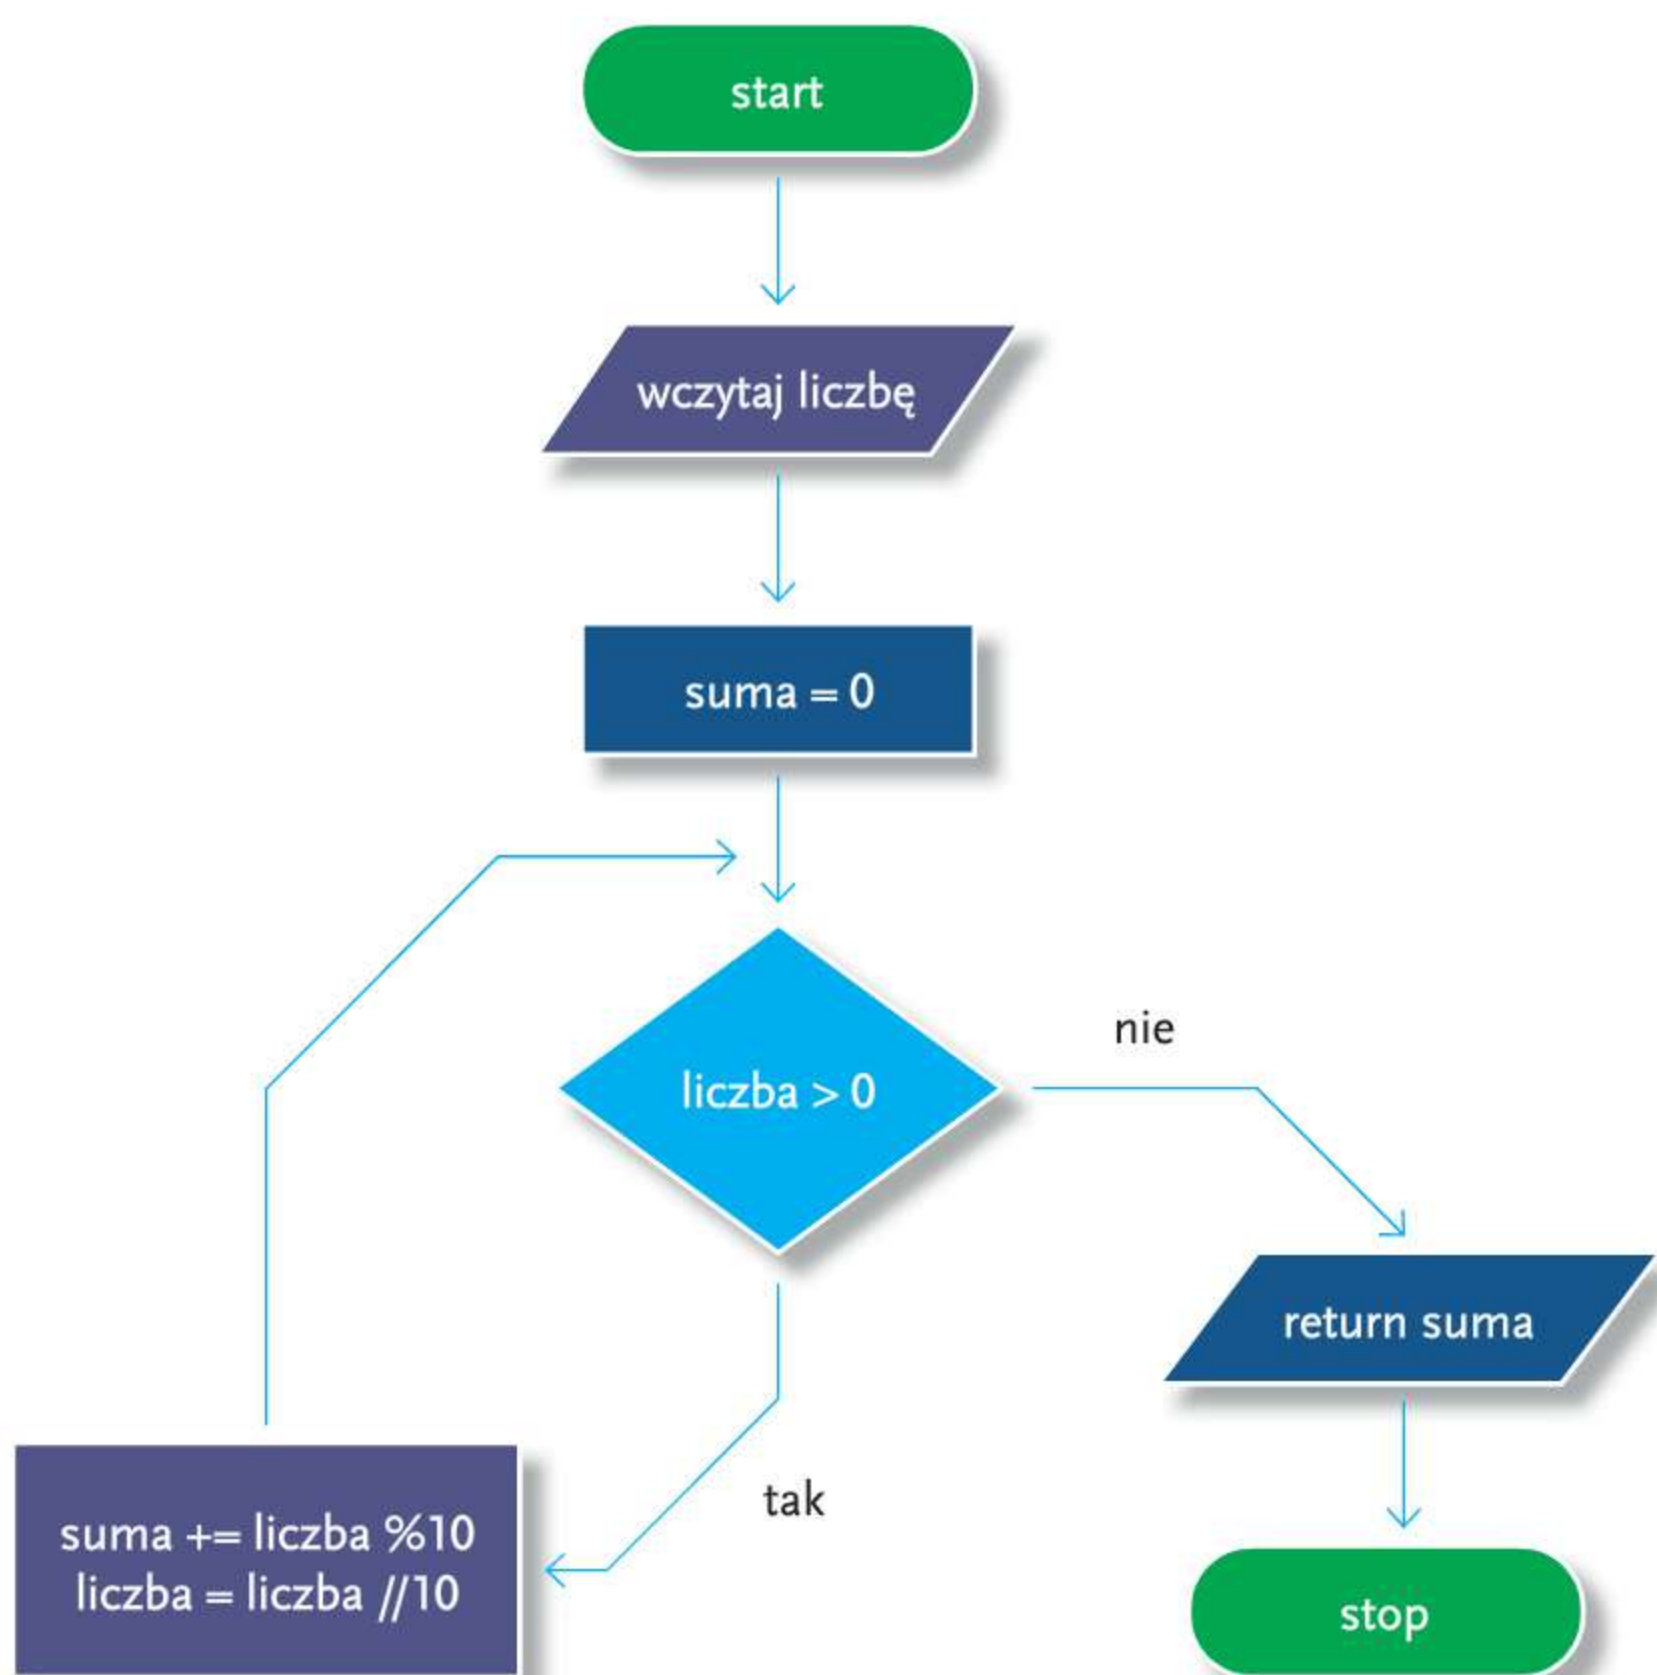 start
wczytaj liczbę
suma = 0
liczba > 0
nie
return suma
tak
suma += liczba %10
liczba = liczba //10
stop